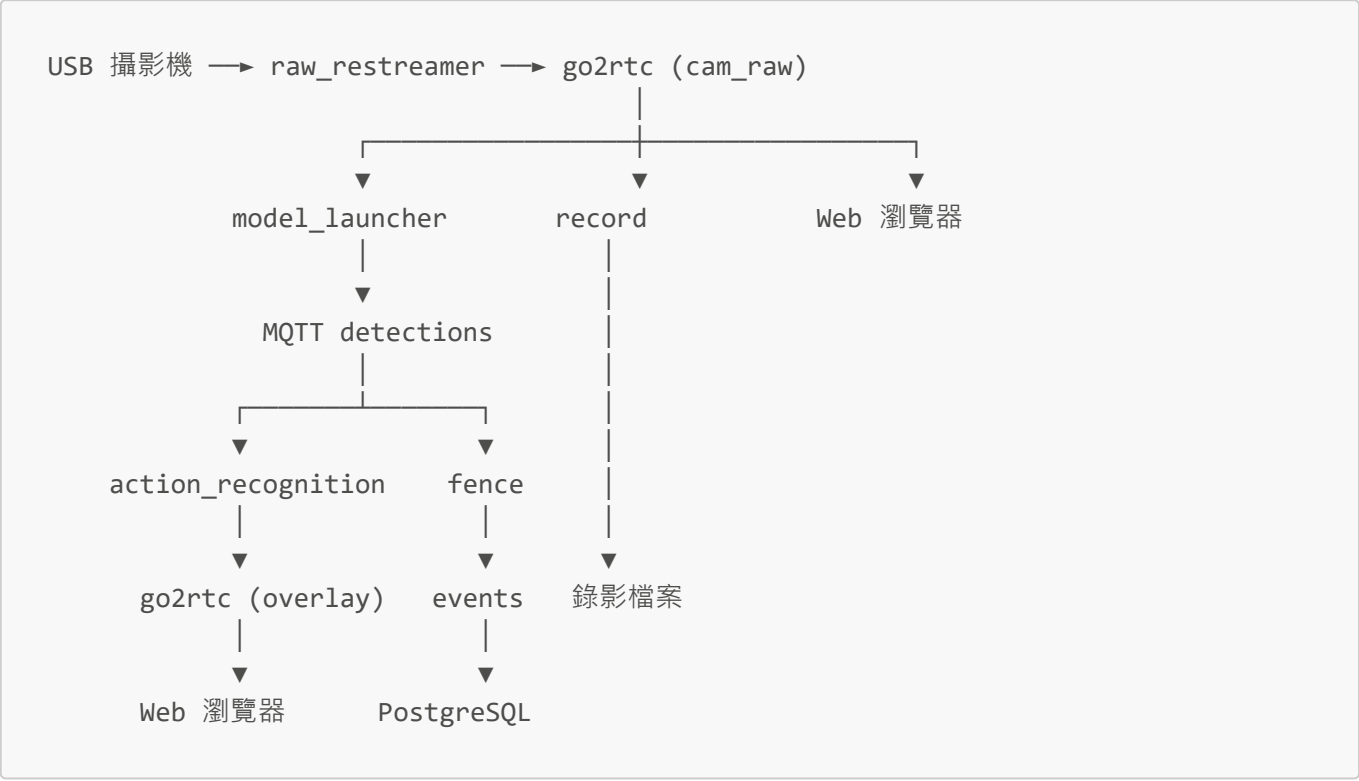 USB 攝影機 ──► raw_restreamer ──► go2rtc (cam_raw)
model_launcher record Web 瀏覽器
MQTT detections
action_recognition fence
go2rtc (overlay) events 錄影檔案
Web 瀏覽器 PostgreSQL